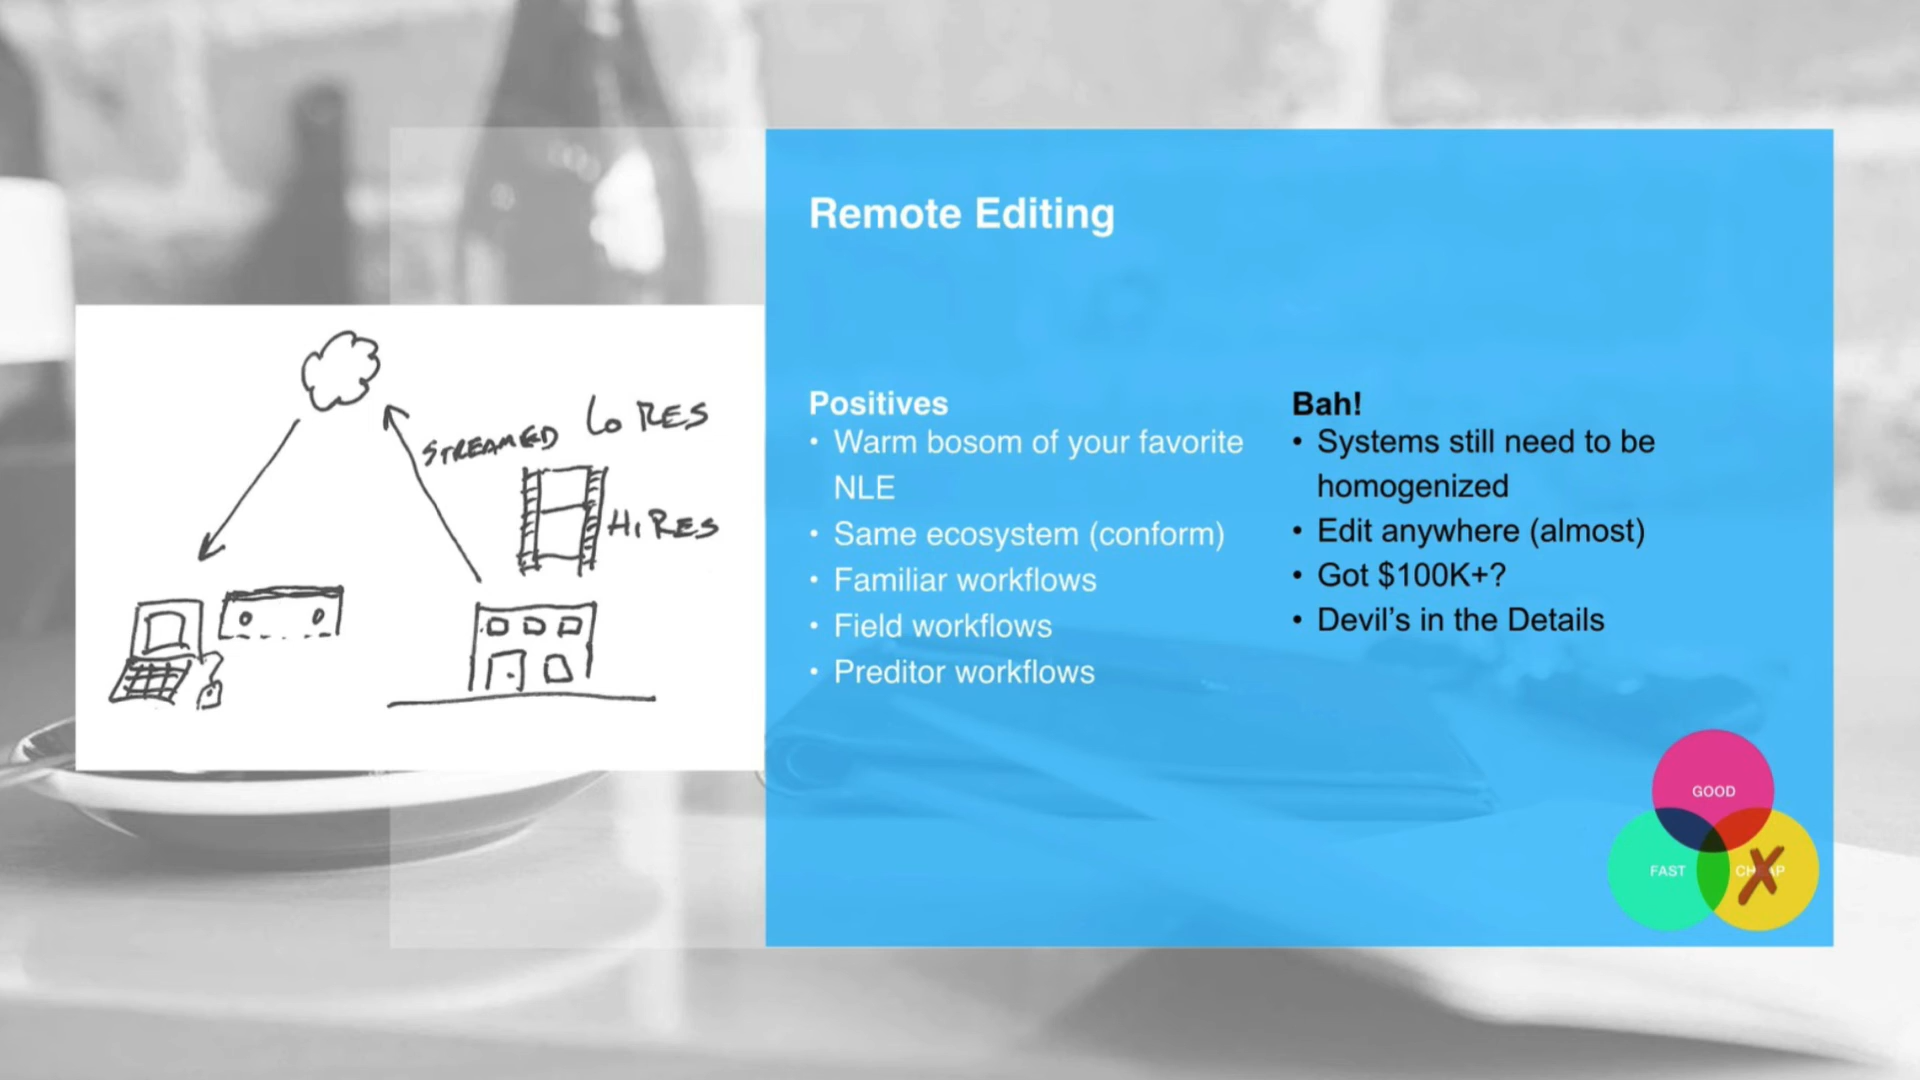 Remote Editing
STREAMED LO RES
HI RES
Positives
• Warm bosom of your favorite
NLE
• Same ecosystem (conform)
• Familiar workflows
• Field workflows
• Preditor workflows
Bah!
• Systems still need to be
homogenized
• Edit anywhere (almost)
• Got $100K+?
• Devil’s in the Details
GOOD
FAST
CHEAP